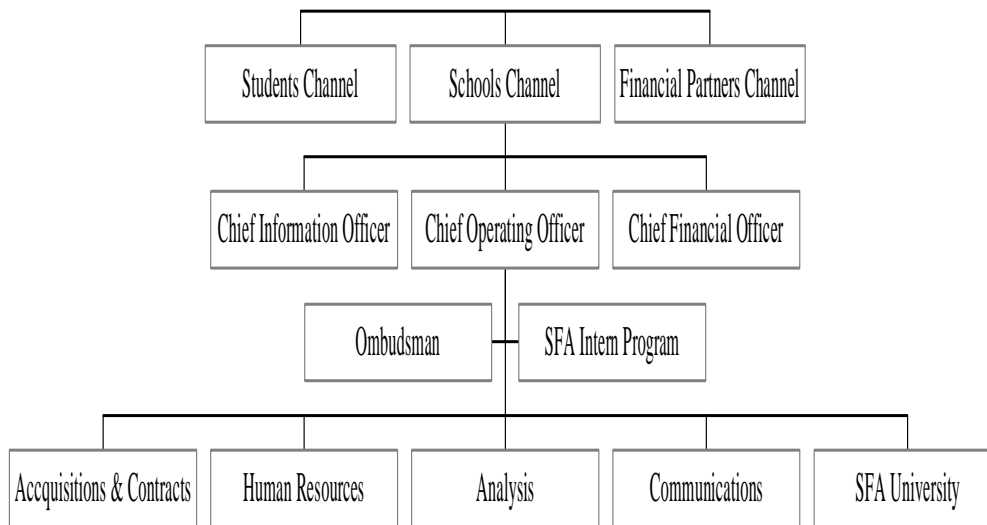 Students Channel
Schools Channel
Financial Partners Channel
Chief Information Officer
Chief Operating Officer
Chief Financial Officer
Ombudsman
SFA Intern Program
Accquisitions & Contracts
Human Resources
Analysis
Communications
SFA University